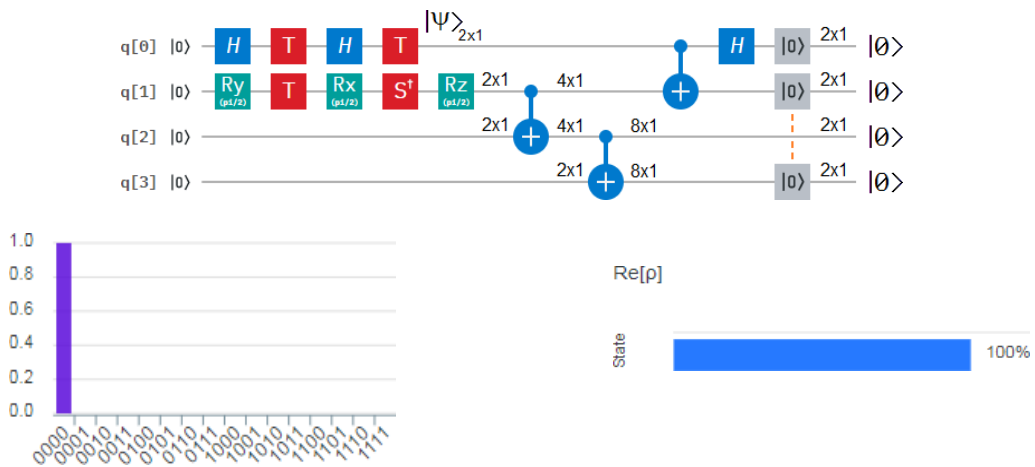 |Ψ⟩
q[0] |0⟩ H T H T 2x1 H |0⟩ 2x1 |0⟩
q[1] |0⟩ Ry (pi/2) T Rx (pi/2) S† Rz (pi/2) 2x1 4x1 |0⟩ 2x1 |0⟩
q[2] |0⟩ 2x1 + 4x1 8x1 2x1 |0⟩
q[3] |0⟩ 2x1 + 8x1 |0⟩ 2x1 |0⟩
1.0
0.8
0.6
0.4
0.2
0.0
0000 0001 0010 0011 0100 0101 0110 0111 1000 1001 1010 1011 1100 1101 1110 1111
Re[ρ]
State
100%